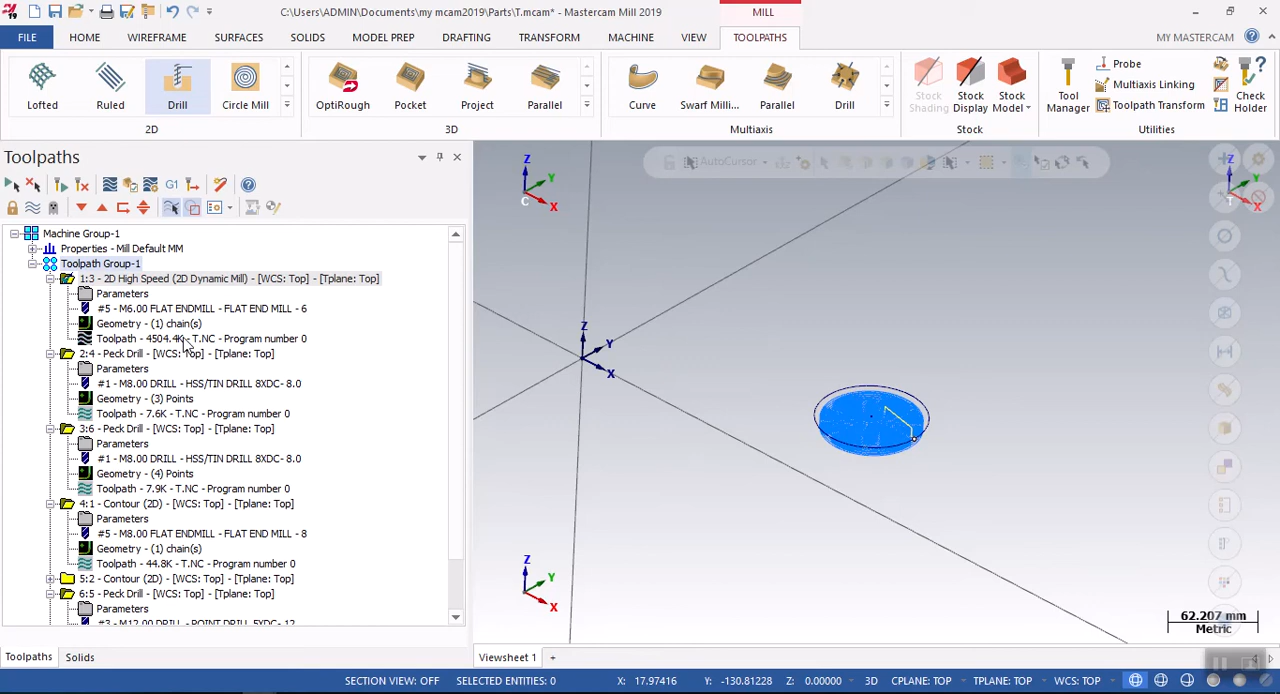 C:\Users\ADMIN\Documents\my mcam2019\Parts\T.mcam* - Mastercam Mill 2019
MILL
FILE HOME WIREFRAME SURFACES SOLIDS MODEL PREP DRAFTING TRANSFORM MACHINE VIEW TOOLPATHS MY MASTERCAM
Lofted Ruled Drill Circle Mill
2D
OptiRough Pocket Project Parallel
3D
Curve Swarf Milli... Parallel Drill
Multiaxis
Stock Shading Stock Display Stock Model
Stock
Tool Manager
Probe
Multiaxis Linking
Toolpath Transform
Check Holder
Utilities
Toolpaths
G1
AutoCursor
Machine Group-1
Properties - Mill Default MM
Toolpath Group-1
1:3 - 2D High Speed (2D Dynamic Mill) - [WCS: Top] - [Tplane: Top]
Parameters
#5 - M6.00 FLAT ENDMILL - FLAT END MILL - 6
Geometry - (1) chain(s)
Toolpath - 4504.4K - T.NC - Program number 0
2:4 - Peck Drill - [WCS: Top] - [Tplane: Top]
Parameters
#1 - M8.00 DRILL - HSS/TIN DRILL 8XDC- 8.0
Geometry - (3) Points
Toolpath - 7.6K - T.NC - Program number 0
3:6 - Peck Drill - [WCS: Top] - [Tplane: Top]
Parameters
#1 - M8.00 DRILL - HSS/TIN DRILL 8XDC- 8.0
Geometry - (4) Points
Toolpath - 7.9K - T.NC - Program number 0
4:1 - Contour (2D) - [WCS: Top] - [Tplane: Top]
Parameters
#5 - M8.00 FLAT ENDMILL - FLAT END MILL - 8
Geometry - (1) chain(s)
Toolpath - 44.8K - T.NC - Program number 0
5:2 - Contour (2D) - [WCS: Top] - [Tplane: Top]
6:5 - Peck Drill - [WCS: Top] - [Tplane: Top]
Parameters
#3 - M12.00 DRILL - POINT DRILL 5XDC- 12
Z
Y
C X
Z
Y
T X
Z
Y
X
Z
Y
X
62.207 mm
Metric
Toolpaths Solids
Viewsheet 1 +
SECTION VIEW: OFF SELECTED ENTITIES: 0 X: 17.97416 Y: -130.81228 Z: 0.00000 3D CPLANE: TOP TPLANE: TOP WCS: TOP